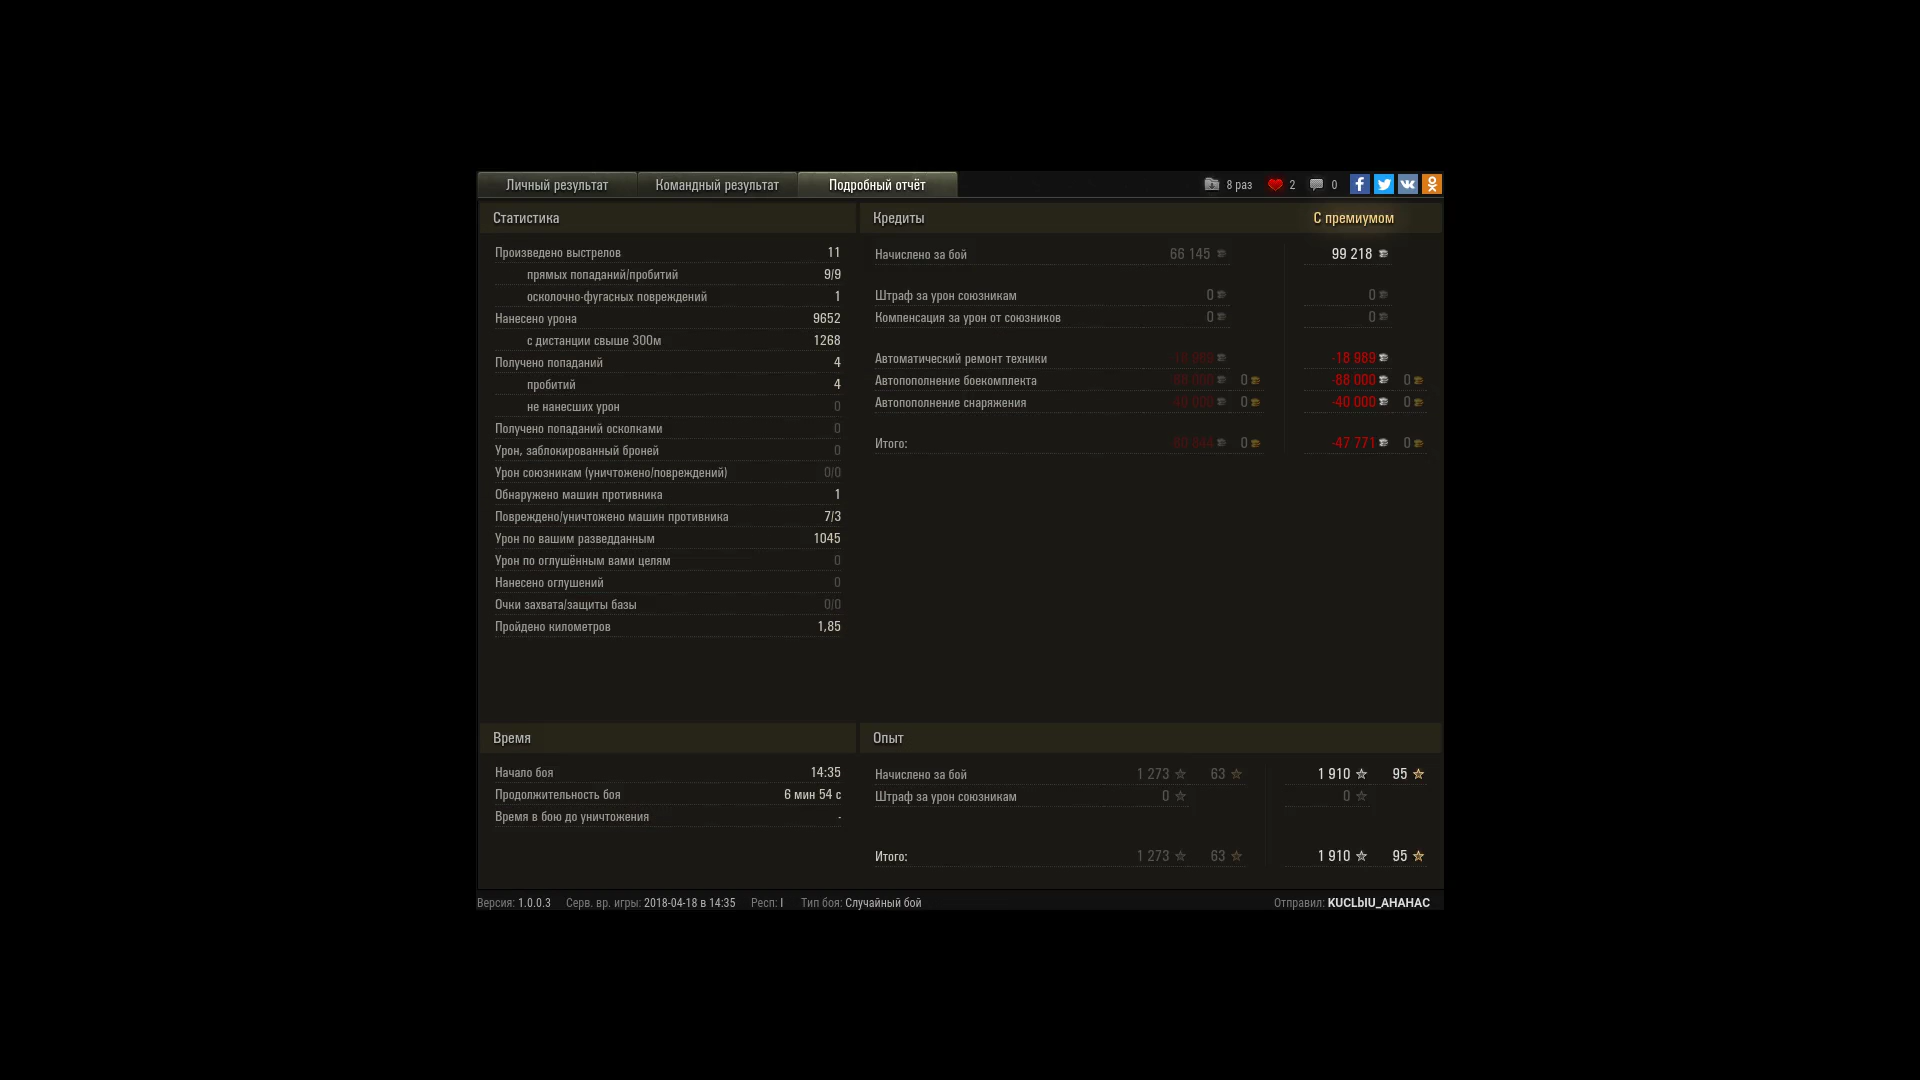 Личный результат Командный результат Подробный отчёт 8 раз 2 0
Статистика
Произведено выстрелов 11
прямых попаданий/пробитий 9/9
осколочно-фугасных повреждений 1
Нанесено урона 9652
с дистанции свыше 300м 1268
Получено попаданий 4
пробитий 4
не нанесших урон 0
Получено попаданий осколками 0
Урон, заблокированный броней 0
Урон союзникам (уничтожено/повреждений) 0/0
Обнаружено машин противника 1
Повреждено/уничтожено машин противника 7/3
Урон по вашим разведданным 1045
Урон по оглушённым вами целям 0
Нанесено оглушений 0
Очки захвата/защиты базы 0/0
Пройдено километров 1,85
Кредиты С премиумом
Начислено за бой 66 145 99 218
Штраф за урон союзникам 0 0
Компенсация за урон от союзников 0 0
Автоматический ремонт техники -18 989 -18 989
Автопополнение боекомплекта -88 000 0 -88 000 0
Автопополнение снаряжения -40 000 0 -40 000 0
Итого: -80 844 0 -47 771 0
Время
Начало боя 14:35
Продолжительность боя 6 мин 54 с
Время в бою до уничтожения -
Опыт
Начислено за бой 1 273 63 1 910 95
Штраф за урон союзникам 0 0
Итого: 1 273 63 1 910 95
Версия: 1.0.0.3 Серв. вр. игры: 2018-04-18 в 14:35 Респ: I Тип боя: Случайный бой Отправил: KUCLbIU_AHAHAC